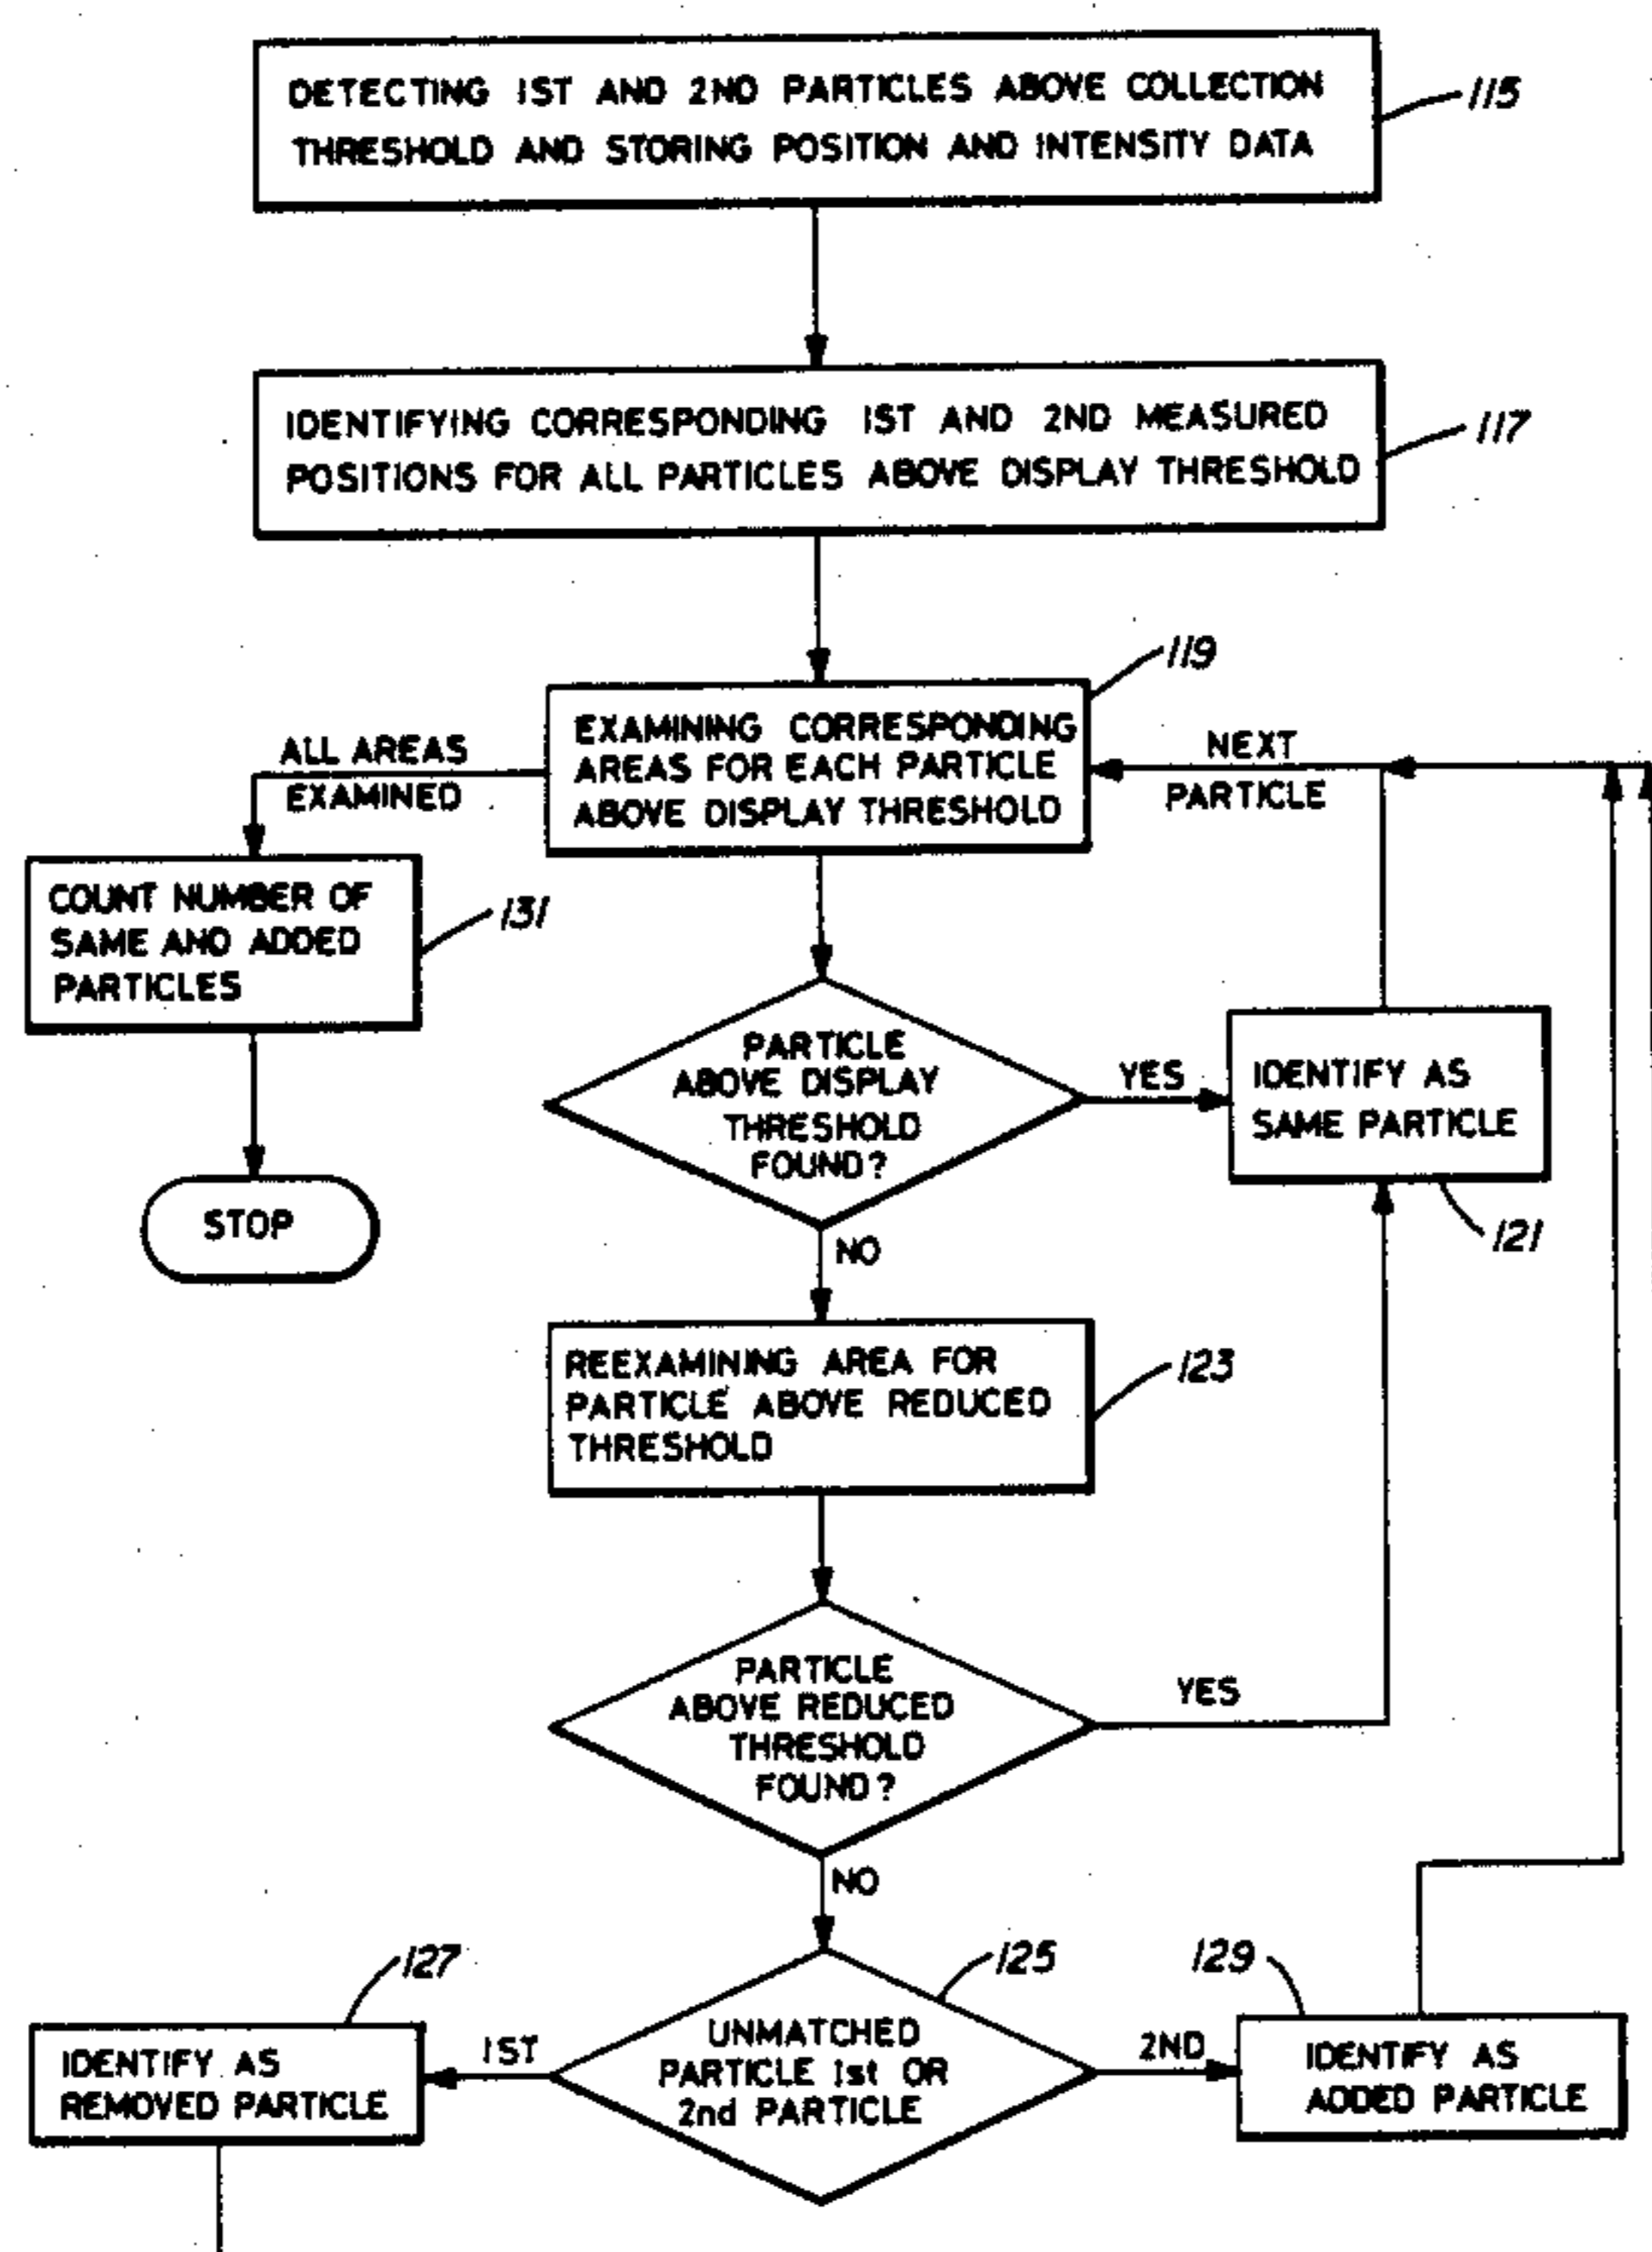 DETECTING 1ST AND 2ND PARTICLES ABOVE COLLECTION
THRESHOLD AND STORING POSITION AND INTENSITY DATA
115
IDENTIFYING CORRESPONDING 1ST AND 2ND MEASURED
POSITIONS FOR ALL PARTICLES ABOVE DISPLAY THRESHOLD
117
119
EXAMINING CORRESPONDING
AREAS FOR EACH PARTICLE
ABOVE DISPLAY THRESHOLD
ALL AREAS
EXAMINED
NEXT
PARTICLE
COUNT NUMBER OF
SAME AND ADDED
PARTICLES
131
STOP
PARTICLE
ABOVE DISPLAY
THRESHOLD
FOUND?
YES
IDENTIFY AS
SAME PARTICLE
121
NO
REEXAMINING AREA FOR
PARTICLE ABOVE REDUCED
THRESHOLD
123
PARTICLE
ABOVE REDUCED
THRESHOLD
FOUND?
YES
NO
127
125
129
IDENTIFY AS
REMOVED PARTICLE
1ST
UNMATCHED
PARTICLE 1st OR
2nd PARTICLE
2ND
IDENTIFY AS
ADDED PARTICLE